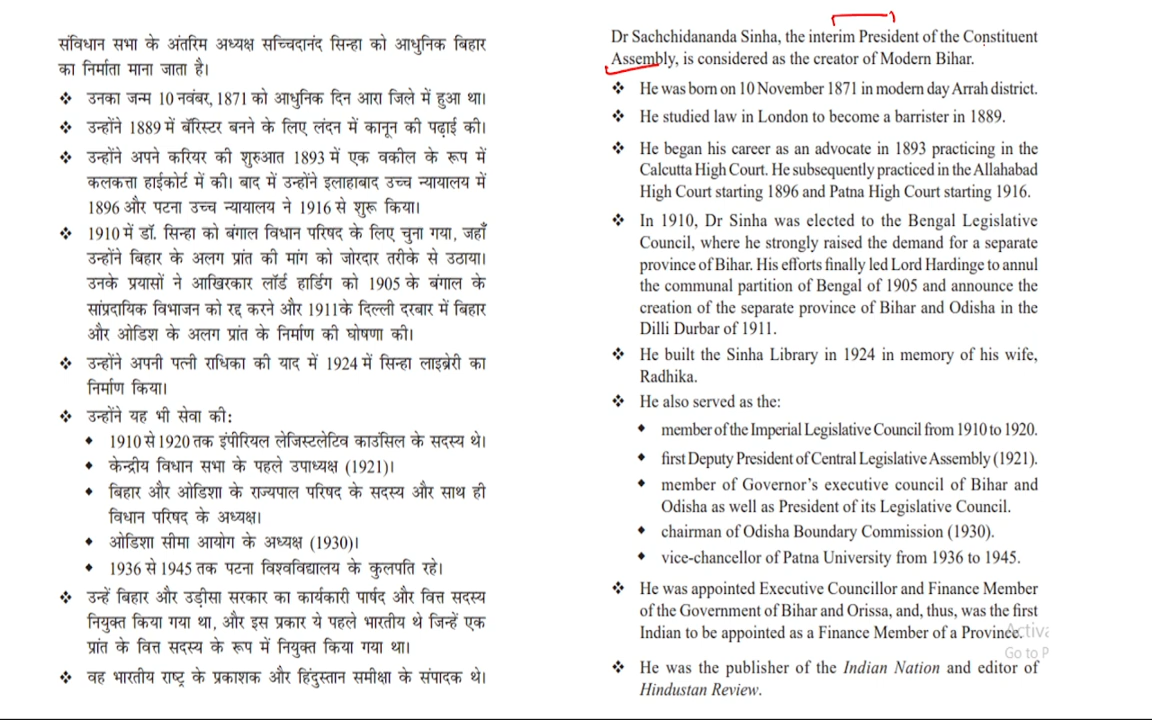 संविधान सभा के अंतरिम अध्यक्ष सच्चिदानंद सिन्हा को आधुनिक बिहार
का निर्माता माना जाता है।
❖ उनका जन्म 10 नवंबर, 1871 को आधुनिक दिन आरा जिले में हुआ था।
❖ उन्होंने 1889 में बॅरिस्टर बनने के लिए लंदन में कानून की पढ़ाई की।
❖ उन्होंने अपने करियर की शुरुआत 1893 में एक वकील के रूप में
कलकत्ता हाईकोर्ट में की। बाद में उन्होंने इलाहाबाद उच्च न्यायालय में
1896 और पटना उच्च न्यायालय ने 1916 से शुरू किया।
❖ 1910 में डॉ. सिन्हा को बंगाल विधान परिषद के लिए चुना गया, जहाँ
उन्होंने बिहार के अलग प्रांत की मांग को जोरदार तरीके से उठाया।
उनके प्रयासों ने आखिरकार लॉर्ड हार्डिंग को 1905 के बंगाल के
सांप्रदायिक विभाजन को रद्द करने और 1911के दिल्ली दरबार में बिहार
और ओडिश के अलग प्रांत के निर्माण की घोषणा की।
❖ उन्होंने अपनी पत्नी राधिका की याद में 1924 में सिन्हा लाइब्रेरी का
निर्माण किया।
❖ उन्होंने यह भी सेवा की:
◆ 1910 से 1920 तक इंपीरियल लेजिस्टलेटिव काउंसिल के सदस्य थे।
◆ केन्द्रीय विधान सभा के पहले उपाध्यक्ष (1921)।
◆ बिहार और ओडिशा के राज्यपाल परिषद के सदस्य और साथ ही
विधान परिषद के अध्यक्ष।
◆ ओडिशा सीमा आयोग के अध्यक्ष (1930)।
◆ 1936 से 1945 तक पटना विश्वविद्यालय के कुलपति रहे।
❖ उन्हें बिहार और उड़ीसा सरकार का कार्यकारी पार्षद और वित्त सदस्य
नियुक्त किया गया था, और इस प्रकार ये पहले भारतीय थे जिन्हें एक
प्रांत के वित्त सदस्य के रूप में नियुक्त किया गया था।
❖ वह भारतीय राष्ट्र के प्रकाशक और हिंदुस्तान समीक्षा के संपादक थे।
Dr Sachchidananda Sinha, the interim President of the Constituent
Assembly, is considered as the creator of Modern Bihar.
❖ He was born on 10 November 1871 in modern day Arrah district.
❖ He studied law in London to become a barrister in 1889.
❖ He began his career as an advocate in 1893 practicing in the
Calcutta High Court. He subsequently practiced in the Allahabad
High Court starting 1896 and Patna High Court starting 1916.
❖ In 1910, Dr Sinha was elected to the Bengal Legislative
Council, where he strongly raised the demand for a separate
province of Bihar. His efforts finally led Lord Hardinge to annul
the communal partition of Bengal of 1905 and announce the
creation of the separate province of Bihar and Odisha in the
Dilli Durbar of 1911.
❖ He built the Sinha Library in 1924 in memory of his wife,
Radhika.
❖ He also served as the:
◆ member of the Imperial Legislative Council from 1910 to 1920.
◆ first Deputy President of Central Legislative Assembly (1921).
◆ member of Governor's executive council of Bihar and
Odisha as well as President of its Legislative Council.
◆ chairman of Odisha Boundary Commission (1930).
◆ vice-chancellor of Patna University from 1936 to 1945.
❖ He was appointed Executive Councillor and Finance Member
of the Government of Bihar and Orissa, and, thus, was the first
Indian to be appointed as a Finance Member of a Province.
Activa
Go to P
❖ He was the publisher of the Indian Nation and editor of
Hindustan Review.